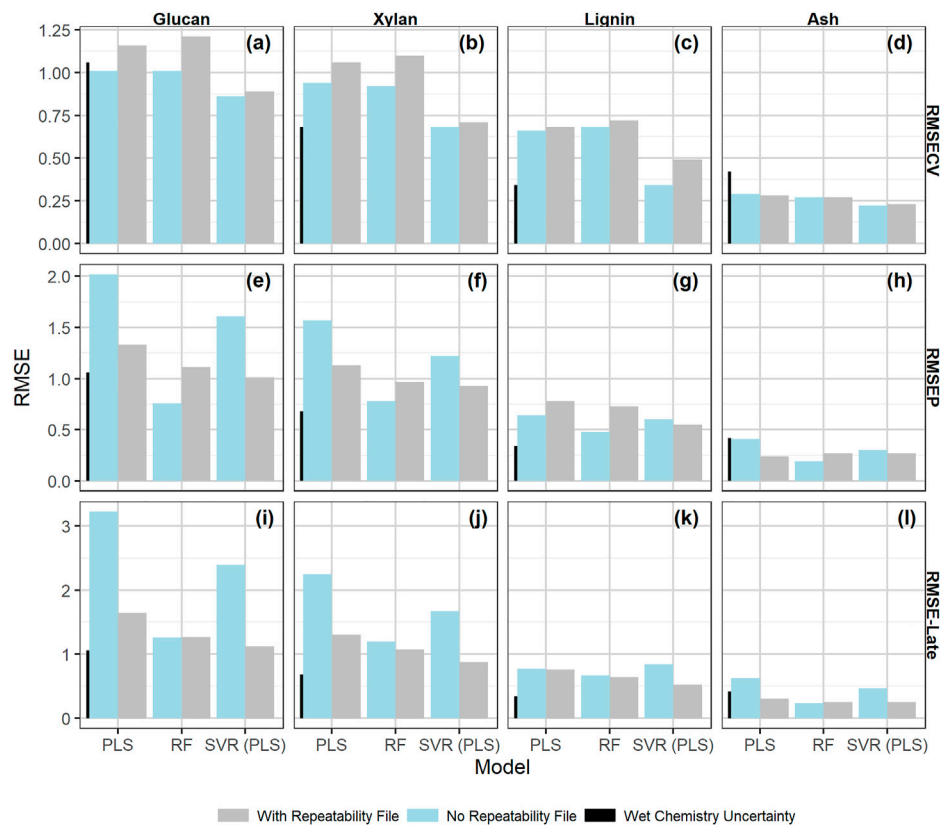 Glucan Xylan Lignin Ash
1.25 (a) (b) (c) (d)
1.00
0.75
0.50
0.25
0.00
RMSECV
2.0 (e) (f) (g) (h)
1.5
1.0
0.5
0.0
RMSEP
RMSE
3 (i) (j) (k) (l)
2
1
0
RMSE-Late
PLS RF SVR (PLS) PLS RF SVR (PLS) PLS RF SVR (PLS) PLS RF SVR (PLS)
Model
With Repeatability File No Repeatability File Wet Chemistry Uncertainty